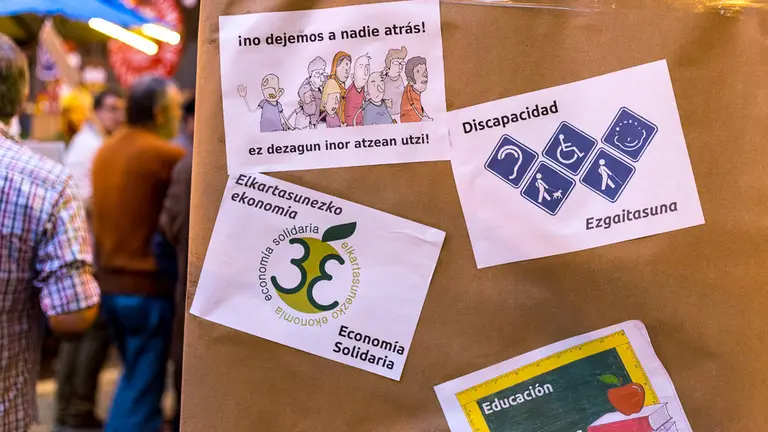 ¡no dejemos a nadie atrás!
ez dezagun inor atzean utzi!
Discapacidad
Ezgaitasuna
Elkartasunezko
ekonomia
economía solidaria
elkartasunezko ekonomia
3E
Economía
Solidaria
Educación